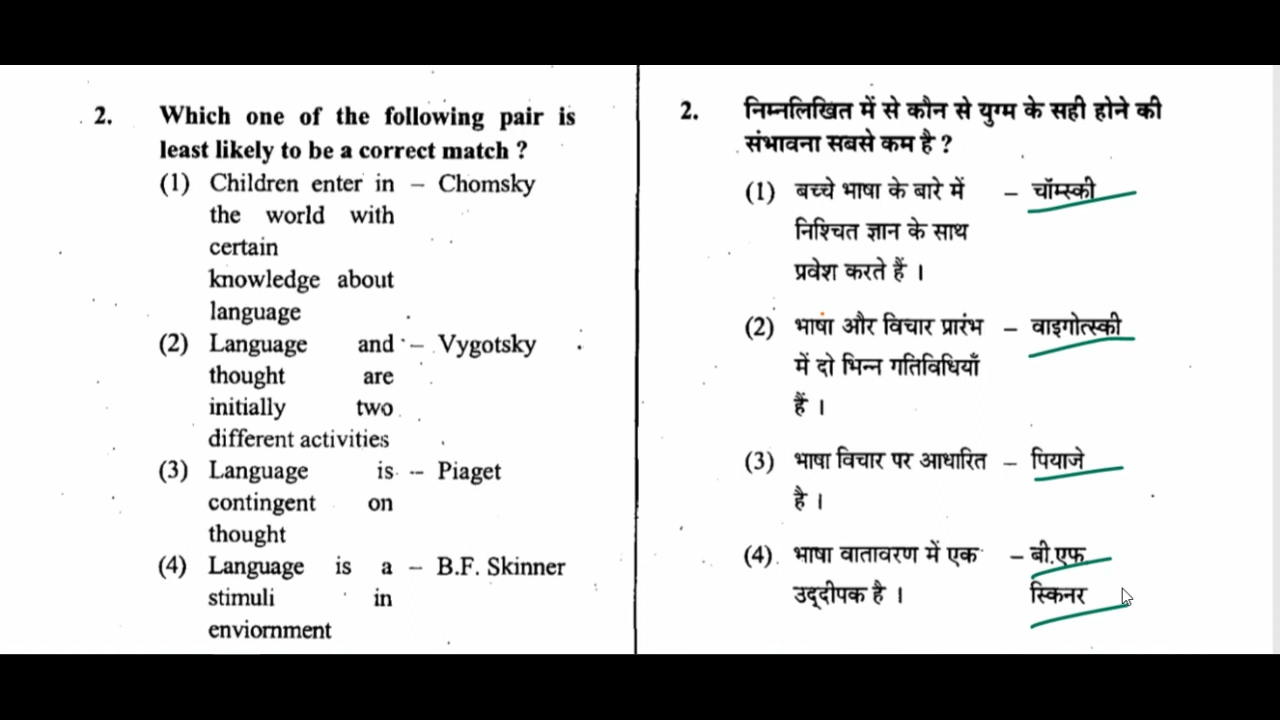 2. Which one of the following pair is
least likely to be a correct match ?
(1) Children enter in – Chomsky
the world with
certain
knowledge about
language
(2) Language and – Vygotsky
thought are
initially two
different activities
(3) Language is – Piaget
contingent on
thought
(4) Language is a – B.F. Skinner
stimuli in
enviornment
2. निम्नलिखित में से कौन से युग्म के सही होने की
संभावना सबसे कम है ?
(1) बच्चे भाषा के बारे में – चॉम्स्की
निश्चित ज्ञान के साथ
प्रवेश करते हैं ।
(2) भाषा और विचार प्रारंभ – वाइगोत्स्की
में दो भिन्न गतिविधियाँ
हैं ।
(3) भाषा विचार पर आधारित – पियाजे
है ।
(4) भाषा वातावरण में एक – बी.एफ.
उद्दीपक है । स्किनर